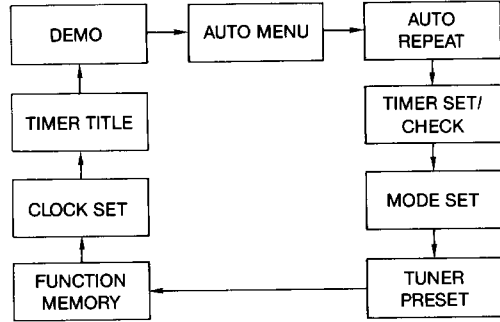 DEMO
AUTO MENU
AUTO
REPEAT
TIMER SET/
CHECK
MODE SET
TUNER
PRESET
FUNCTION
MEMORY
CLOCK SET
TIMER TITLE